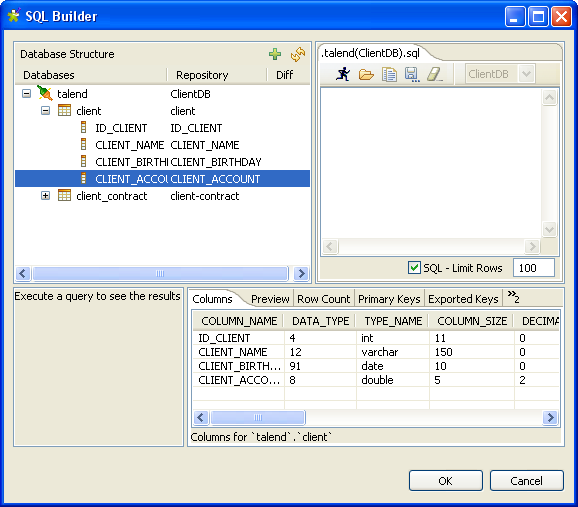 SQL Builder
Database Structure
Databases Repository Diff
talend ClientDB
client client
ID_CLIENT ID_CLIENT
CLIENT_NAME CLIENT_NAME
CLIENT_BIRTHI CLIENT_BIRTHDAY
CLIENT_ACCOU CLIENT_ACCOUNT
client_contract client-contract
.talend(ClientDB).sql
ClientDB
SQL - Limit Rows 100
Execute a query to see the results
Columns Preview Row Count Primary Keys Exported Keys »2
COLUMN_NAME DATA_TYPE TYPE_NAME COLUMN_SIZE DECIMA
ID_CLIENT 4 int 11 0
CLIENT_NAME 12 varchar 150 0
CLIENT_BIRTH... 91 date 10 0
CLIENT_ACCO... 8 double 5 2
Columns for `talend`.`client`
OK Cancel